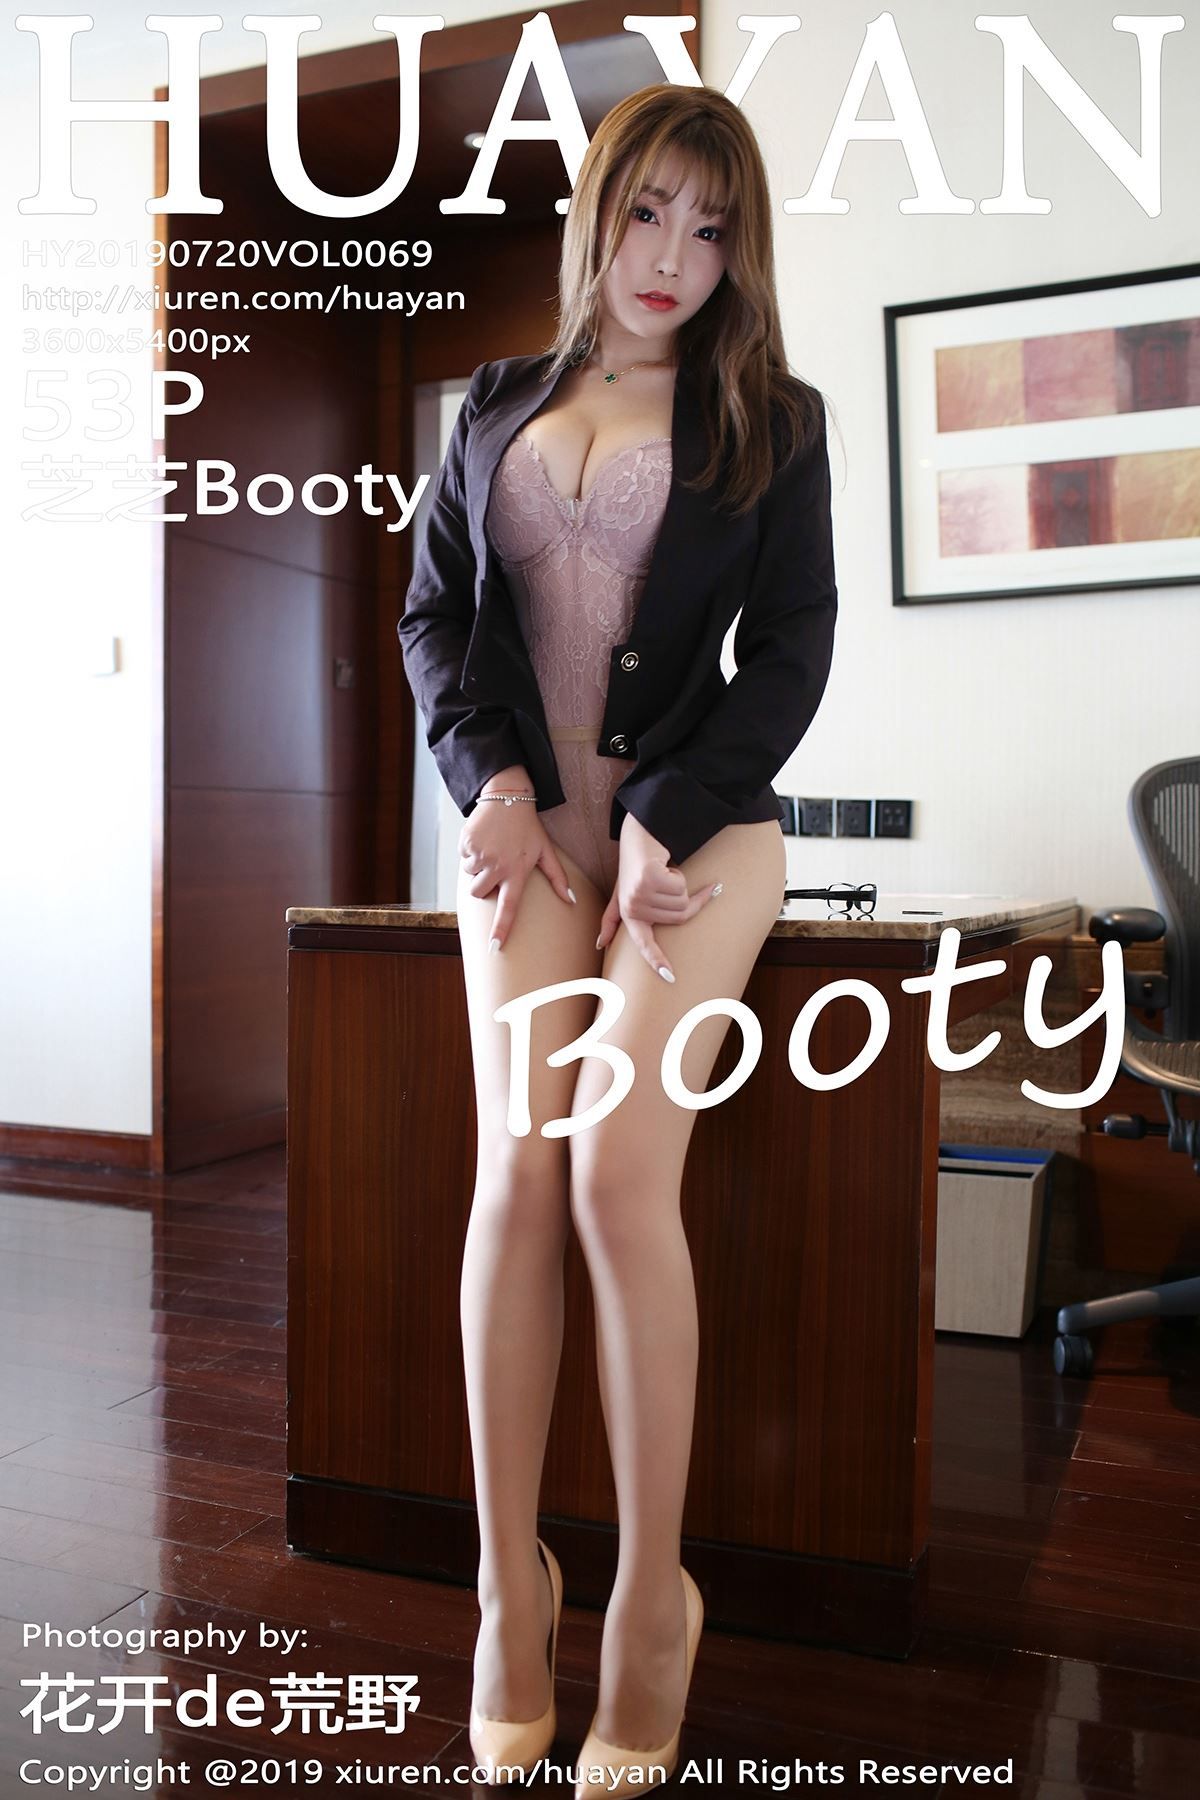 HUAYAN
HY20190720VOL0069
http://xiuren.com/huayan
3600x5400px
53P
芝芝Booty
Booty
Photography by:
花开de荒野
Copyright @2019 xiuren.com/huayan All Rights Reserved